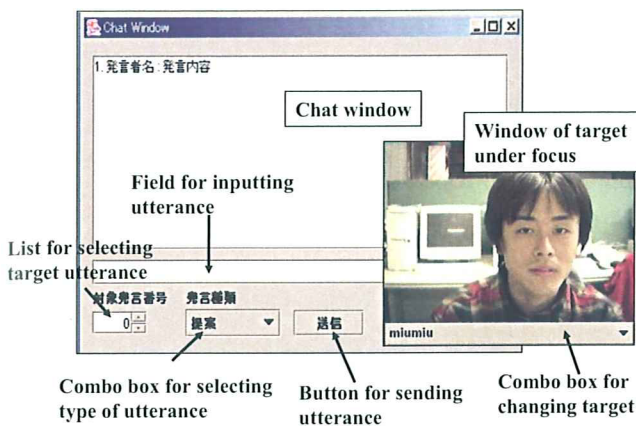 Chat Window
1. 発言者名 : 発言内容
Chat window
Window of target
under focus
Field for inputting
utterance
List for selecting
target utterance
対象発言番号 発言種類
0 提案 送信
miumiu
Combo box for selecting
type of utterance
Button for sending
utterance
Combo box for
changing target